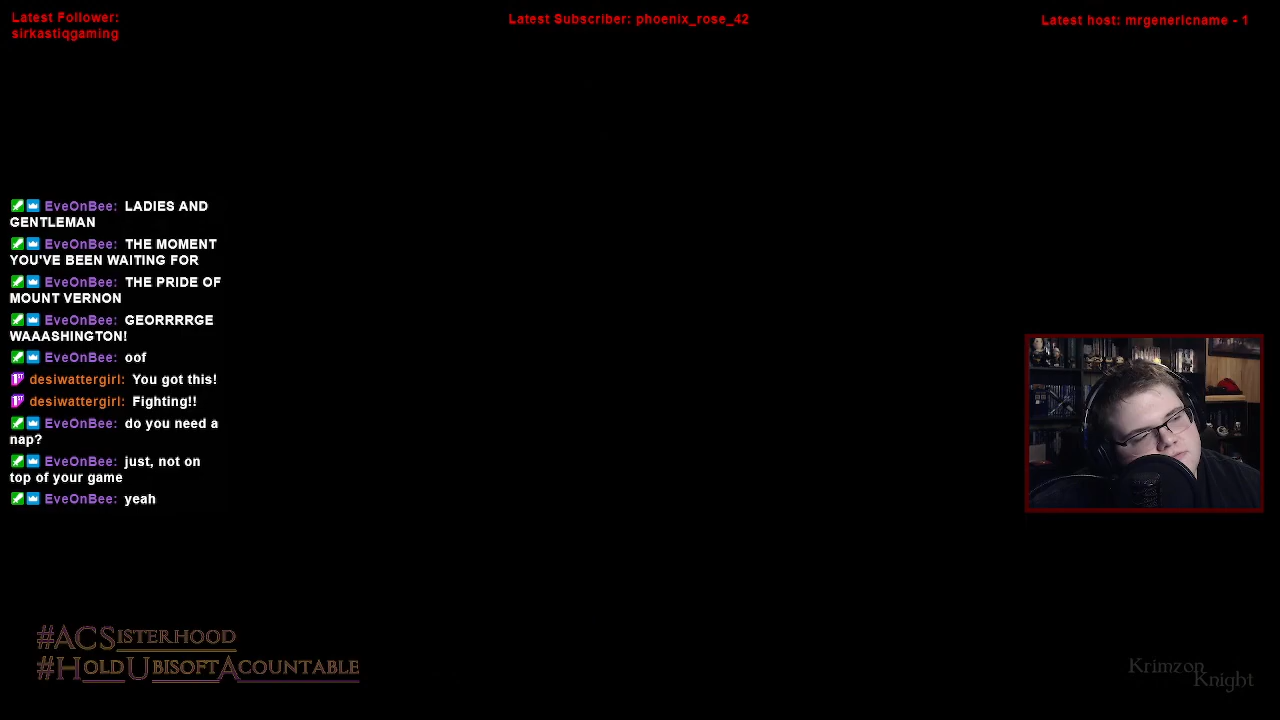 Latest Follower:
sirkastiqgaming
Latest Subscriber: phoenix_rose_42
Latest host: mrgenericname - 1
EveOnBee: LADIES AND
GENTLEMAN
EveOnBee: THE MOMENT
YOU'VE BEEN WAITING FOR
EveOnBee: THE PRIDE OF
MOUNT VERNON
EveOnBee: GEORRRRGE
WAAASHINGTON!
EveOnBee: oof
desiwattergirl: You got this!
desiwattergirl: Fighting!!
EveOnBee: do you need a
nap?
EveOnBee: just, not on
top of your game
EveOnBee: yeah
#ACSisterhood
#HoldUbisoftAcountable
Krimzon
Knight